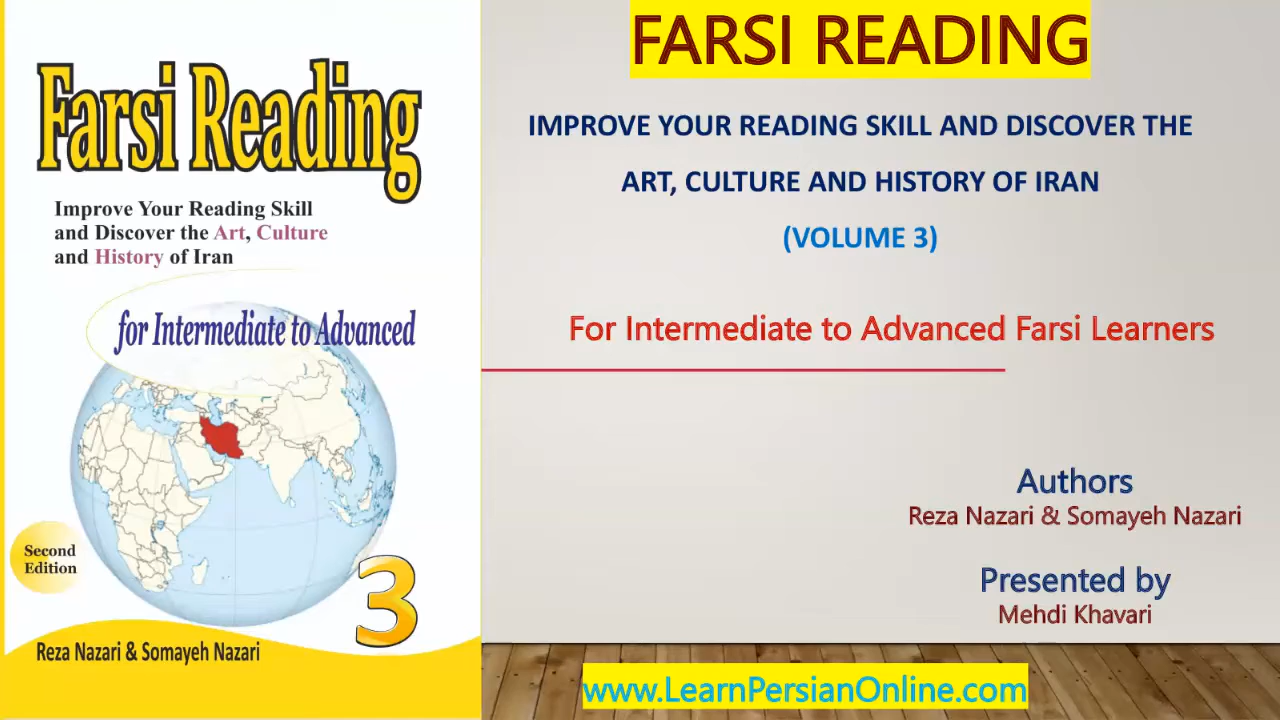 Farsi Reading
Improve Your Reading Skill
and Discover the Art, Culture
and History of Iran
for Intermediate to Advanced
Second
Edition
3
Reza Nazari & Somayeh Nazari
FARSI READING
IMPROVE YOUR READING SKILL AND DISCOVER THE
ART, CULTURE AND HISTORY OF IRAN
(VOLUME 3)
For Intermediate to Advanced Farsi Learners
Authors
Reza Nazari & Somayeh Nazari
Presented by
Mehdi Khavari
www.LearnPersianOnline.com